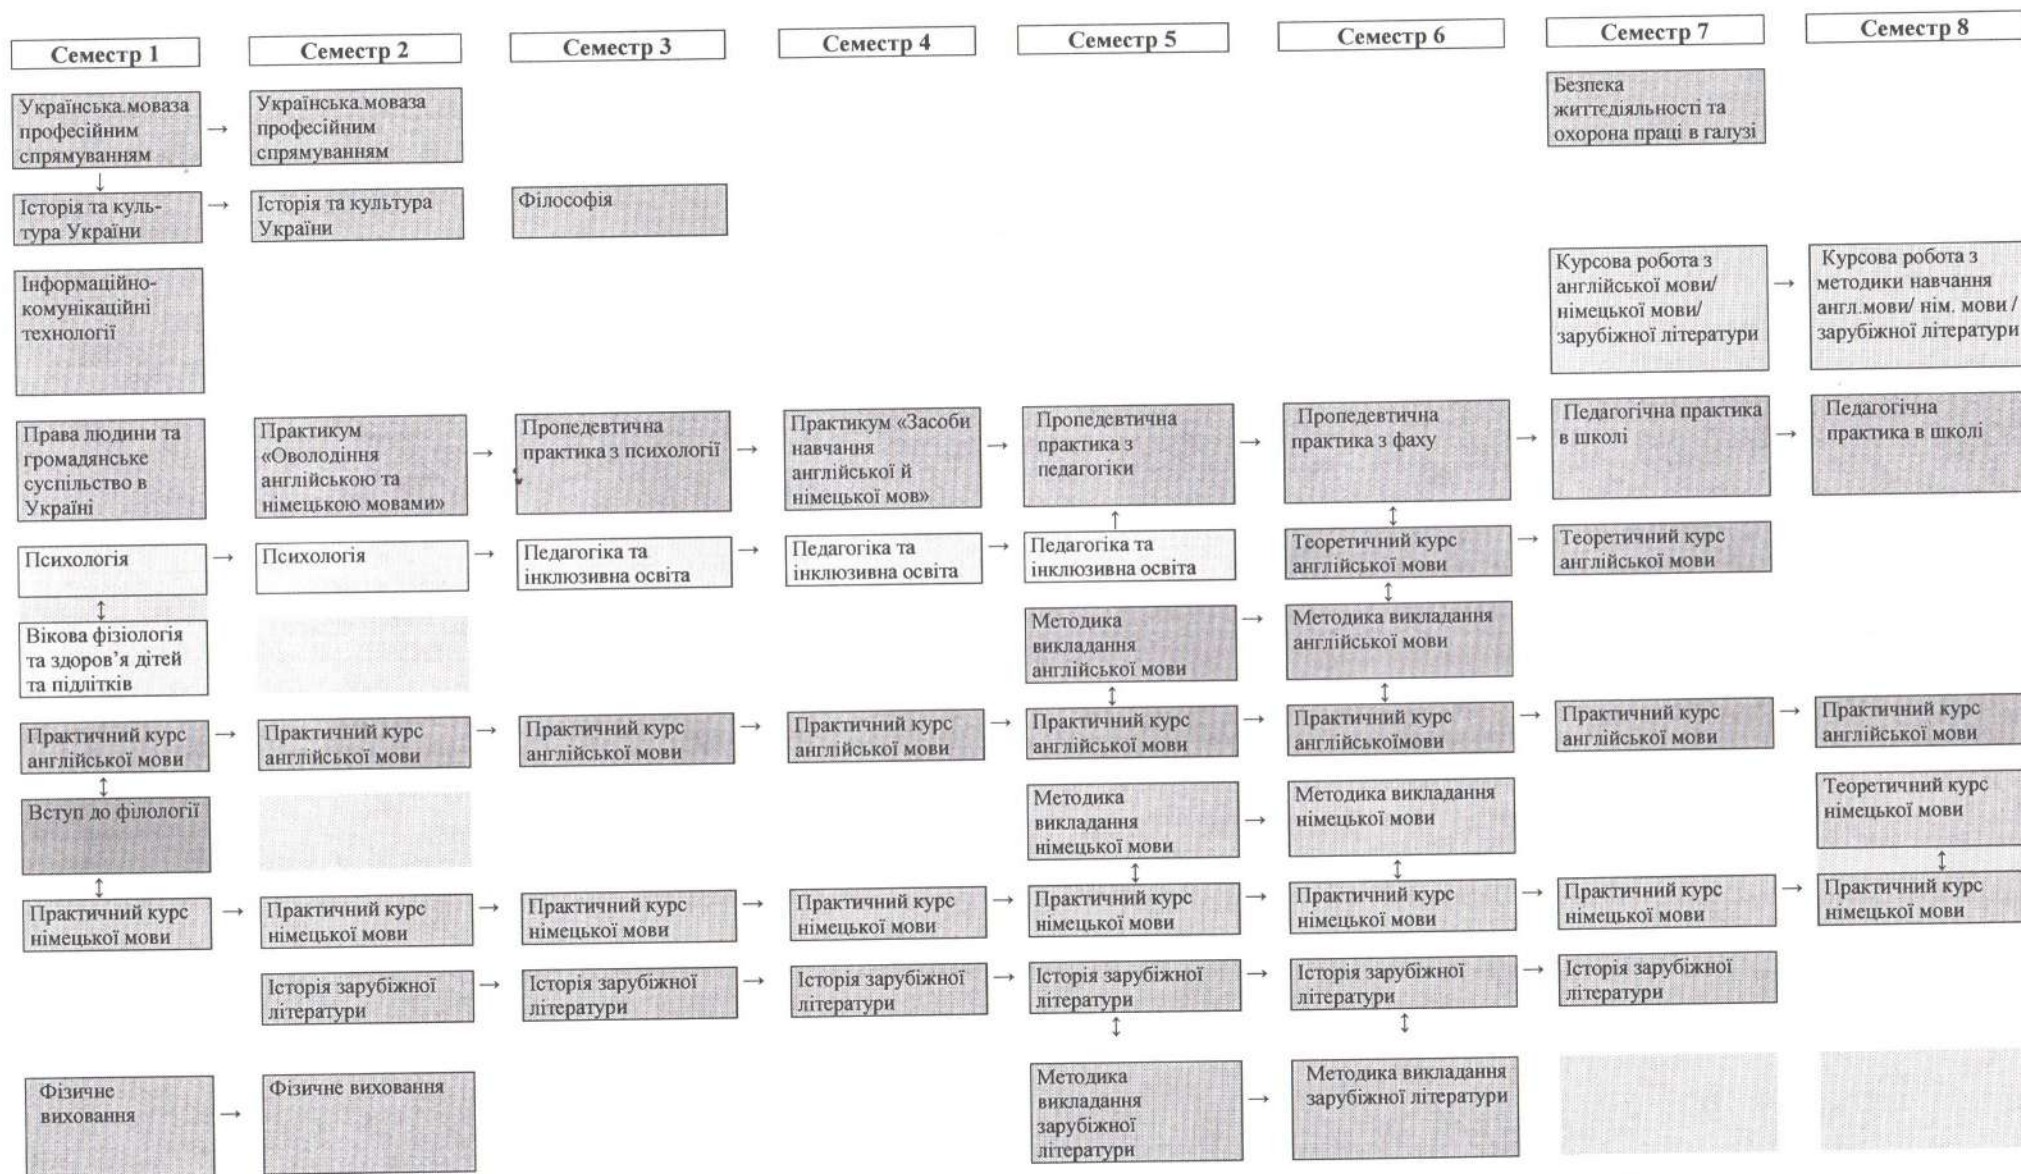 Семестр 1
Семестр 2
Семестр 3
Семестр 4
Семестр 5
Семестр 6
Семестр 7
Семестр 8
Українська.моваза
професійним
спрямуванням
→
Українська.моваза
професійним
спрямуванням
Безпека
життєдіяльності та
охорона праці в галузі
↓
Історія та куль-
тура України
→
Історія та культура
України
Філософія
Інформаційно-
комунікаційні
технології
Курсова робота з
англійської мови/
німецької мови/
зарубіжної літератури
→
Курсова робота з
методики навчання
англ.мови/ нім. мови /
зарубіжної літератури
Права людини та
громадянське
суспільство в
Україні
Практикум
«Оволодіння
англійською та
німецькою мовами»
→
Пропедевтична
практика з психології
→
Практикум «Засоби
навчання
англійської й
німецької мов»
→
Пропедевтична
практика з
педагогіки
→
Пропедевтична
практика з фаху
→
Педагогічна практика
в школі
→
Педагогічна
практика в школі
↑
↕
Психологія
→
Психологія
→
Педагогіка та
інклюзивна освіта
→
Педагогіка та
інклюзивна освіта
→
Педагогіка та
інклюзивна освіта
Теоретичний курс
англійської мови
→
Теоретичний курс
англійської мови
↕
↕
Вікова фізіологія
та здоров’я дітей
та підлітків
Методика
викладання
англійської мови
→
Методика викладання
англійської мови
↕
↕
Практичний курс
англійської мови
→
Практичний курс
англійської мови
→
Практичний курс
англійської мови
→
Практичний курс
англійської мови
→
Практичний курс
англійської мови
→
Практичний курс
англійськоїмови
→
Практичний курс
англійської мови
→
Практичний курс
англійської мови
↕
Вступ до філології
Методика
викладання
німецької мови
→
Методика викладання
німецької мови
Теоретичний курс
німецької мови
↕
↕
↕
↕
Практичний курс
німецької мови
→
Практичний курс
німецької мови
→
Практичний курс
німецької мови
→
Практичний курс
німецької мови
→
Практичний курс
німецької мови
→
Практичний курс
німецької мови
→
Практичний курс
німецької мови
→
Практичний курс
німецької мови
Історія зарубіжної
літератури
→
Історія зарубіжної
літератури
→
Історія зарубіжної
літератури
→
Історія зарубіжної
літератури
→
Історія зарубіжної
літератури
→
Історія зарубіжної
літератури
↕
↕
Фізичне
виховання
→
Фізичне виховання
Методика
викладання
зарубіжної
літератури
→
Методика викладання
зарубіжної літератури